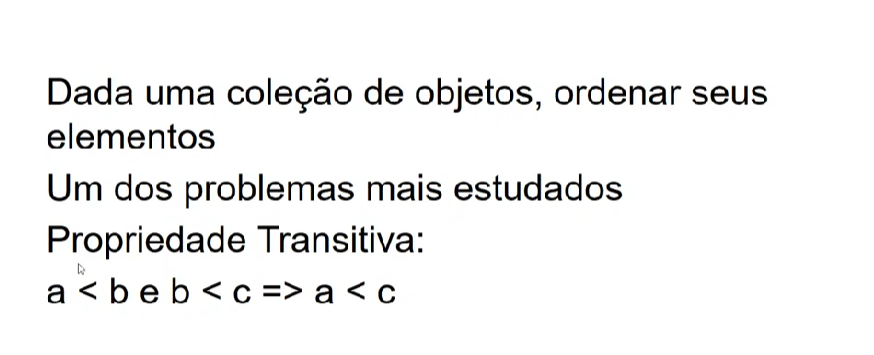 Dada uma coleção de objetos, ordenar seus
elementos
Um dos problemas mais estudados
Propriedade Transitiva:
a < b e b < c => a < c